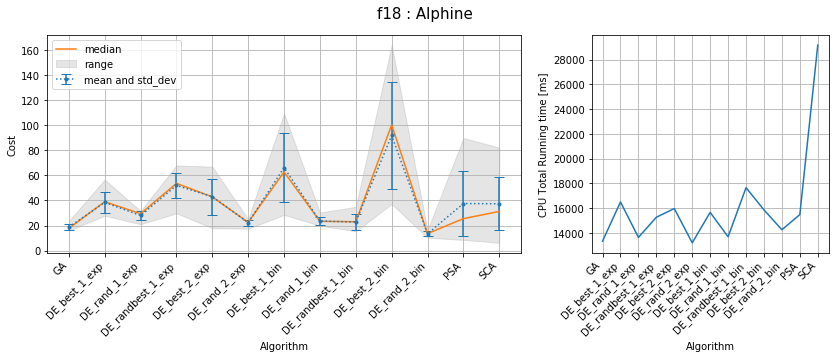 f18 : Alphine
median
range
mean and std_dev
Cost
160
140
120
100
80
60
40
20
0
GA
DE_best_1_exp
DE_rand_1_exp
DE_randbest_1_exp
DE_best_2_exp
DE_rand_2_exp
DE_best_1_bin
DE_rand_1_bin
DE_randbest_1_bin
DE_best_2_bin
DE_rand_2_bin
PSA
SCA
Algorithm
CPU Total Running time [ms]
28000
26000
24000
22000
20000
18000
16000
14000
GA
DE_best_1_exp
DE_rand_1_exp
DE_randbest_1_exp
DE_best_2_exp
DE_rand_2_exp
DE_best_1_bin
DE_rand_1_bin
DE_randbest_1_bin
DE_best_2_bin
DE_rand_2_bin
PSA
SCA
Algorithm